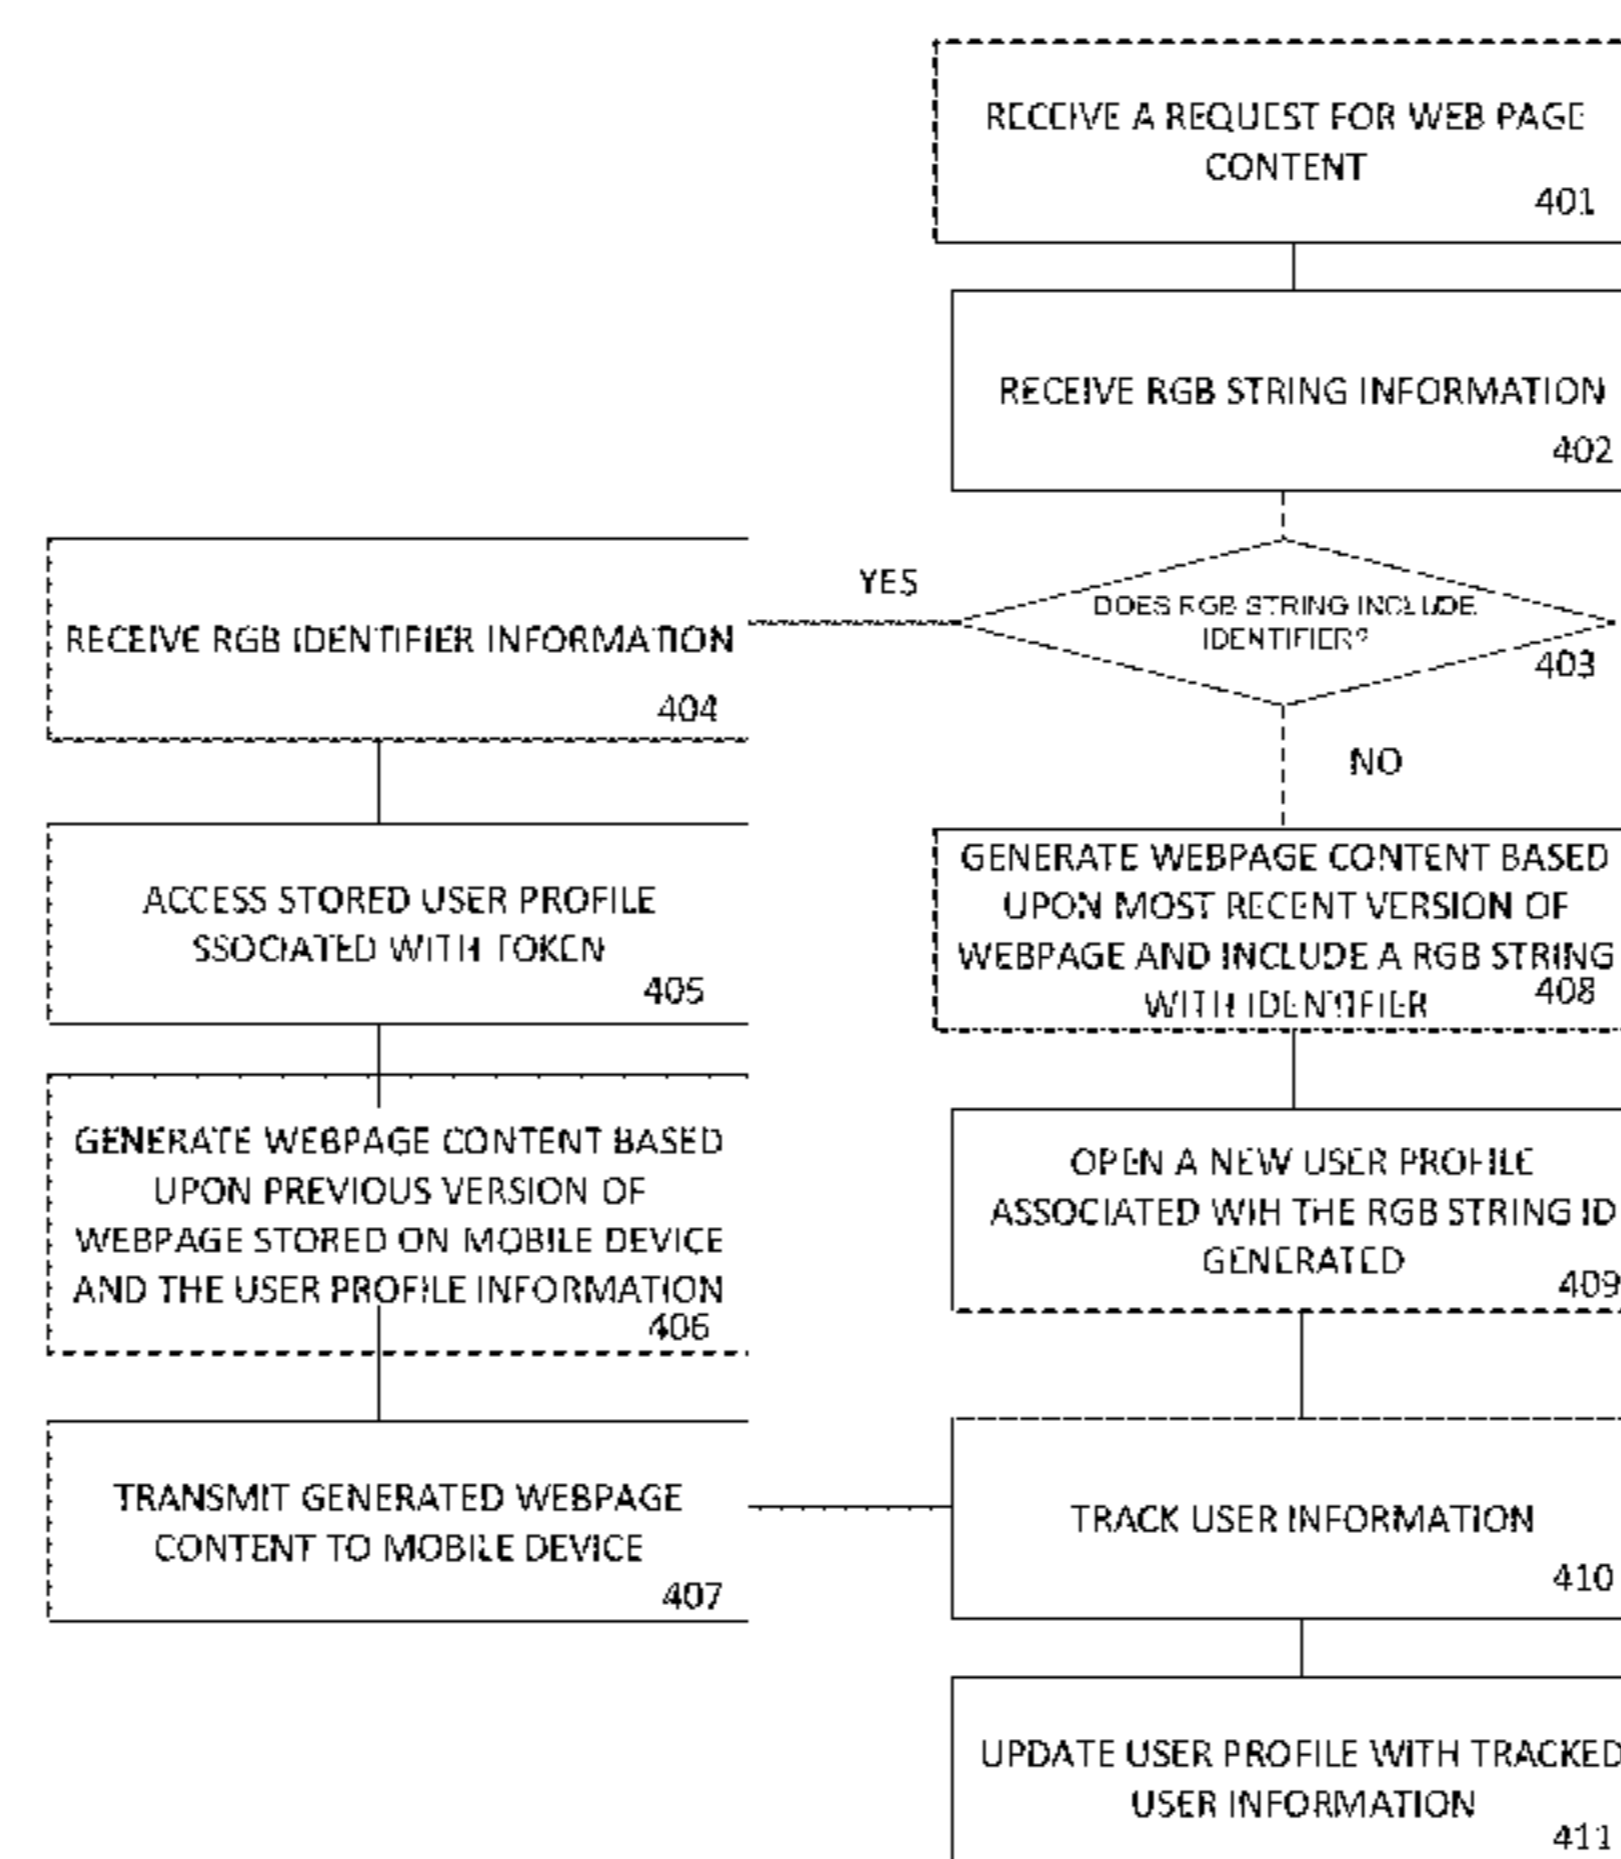 RECEIVE A REQUEST FOR WEB PAGE
CONTENT
401
RECEIVE RGB STRING INFORMATION
402
DOES RGB STRING INCLUDE
IDENTIFIER?
403
YES
NO
RECEIVE RGB IDENTIFIER INFORMATION
404
ACCESS STORED USER PROFILE
SSOCIATED WITH TOKEN
405
GENERATE WEBPAGE CONTENT BASED
UPON PREVIOUS VERSION OF
WEBPAGE STORED ON MOBILE DEVICE
AND THE USER PROFILE INFORMATION
406
TRANSMIT GENERATED WEBPAGE
CONTENT TO MOBILE DEVICE
407
GENERATE WEBPAGE CONTENT BASED
UPON MOST RECENT VERSION OF
WEBPAGE AND INCLUDE A RGB STRING
WITH IDENTIFIER
408
OPEN A NEW USER PROFILE
ASSOCIATED WIH THE RGB STRING ID
GENERATED
409
TRACK USER INFORMATION
410
UPDATE USER PROFILE WITH TRACKED
USER INFORMATION
411